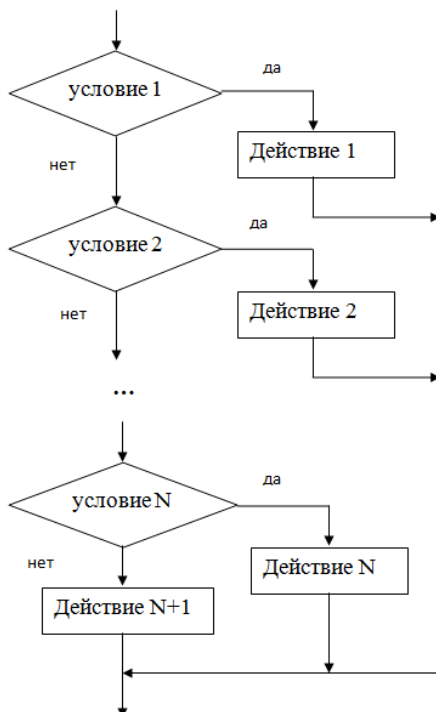 да
условие 1
Действие 1
нет
да
условие 2
Действие 2
нет
...
да
условие N
нет
Действие N
Действие N+1